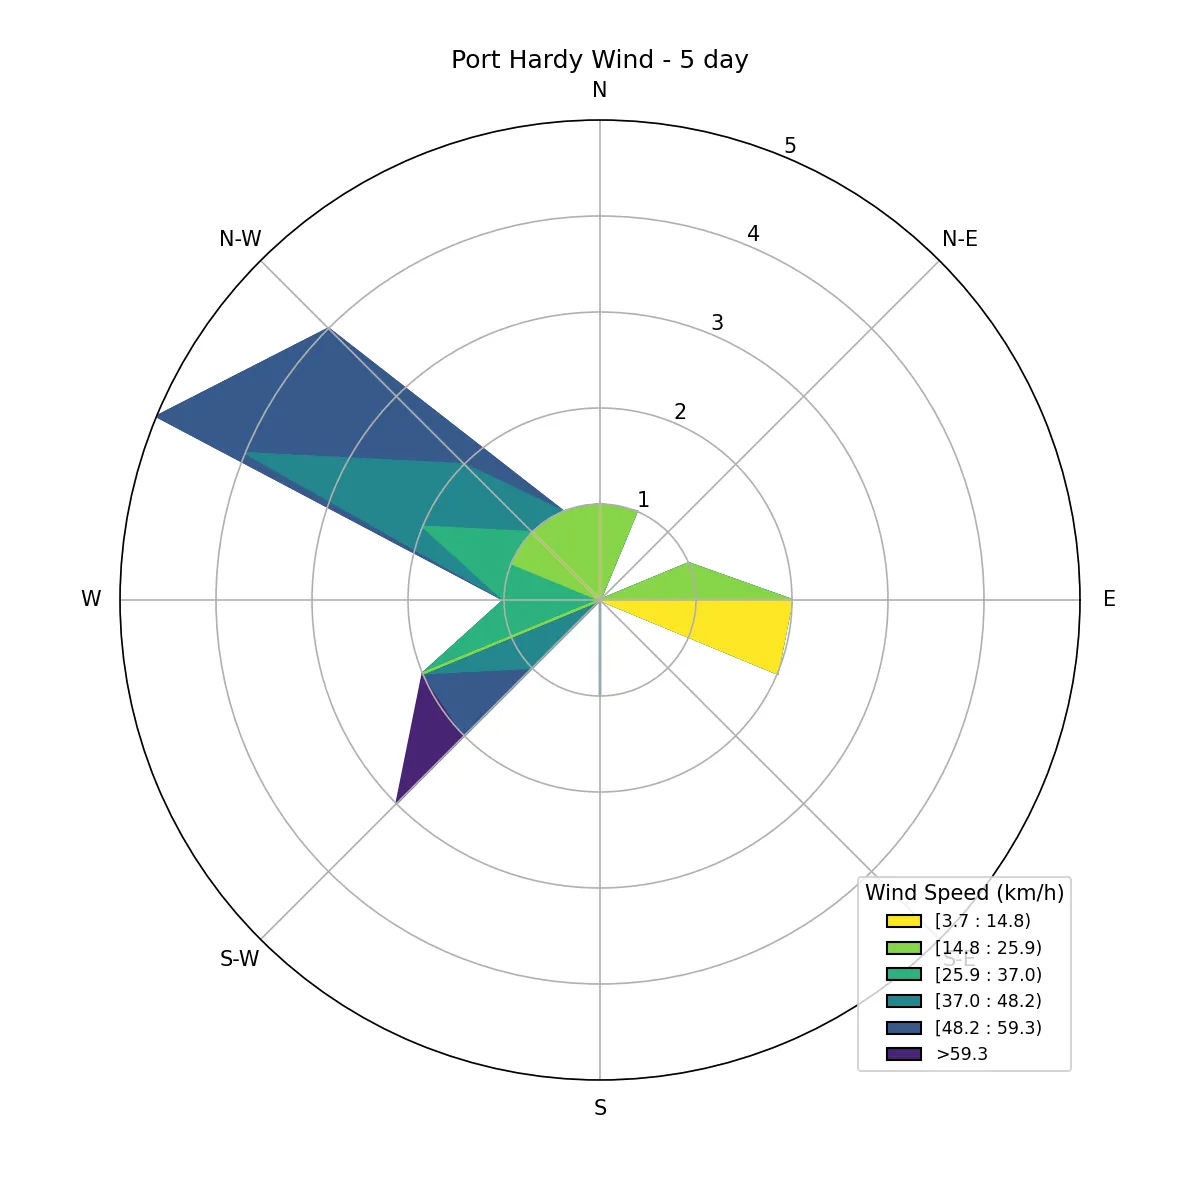 Port Hardy Wind - 5 day
N
5
N-W
4
N-E
3
2
1
W
E
Wind Speed (km/h)
[3.7 : 14.8)
[14.8 : 25.9)
S-W
S-E
[25.9 : 37.0)
[37.0 : 48.2)
[48.2 : 59.3)
>59.3
S